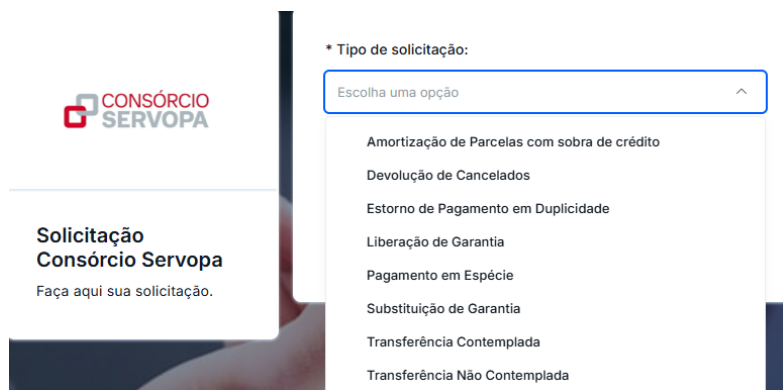 CONSÓRCIO
SERVOPA
Solicitação
Consórcio Servopa
Faça aqui sua solicitação.
* Tipo de solicitação:
Escolha uma opção
Amortização de Parcelas com sobra de crédito
Devolução de Cancelados
Estorno de Pagamento em Duplicidade
Liberação de Garantia
Pagamento em Espécie
Substituição de Garantia
Transferência Contemplada
Transferência Não Contemplada